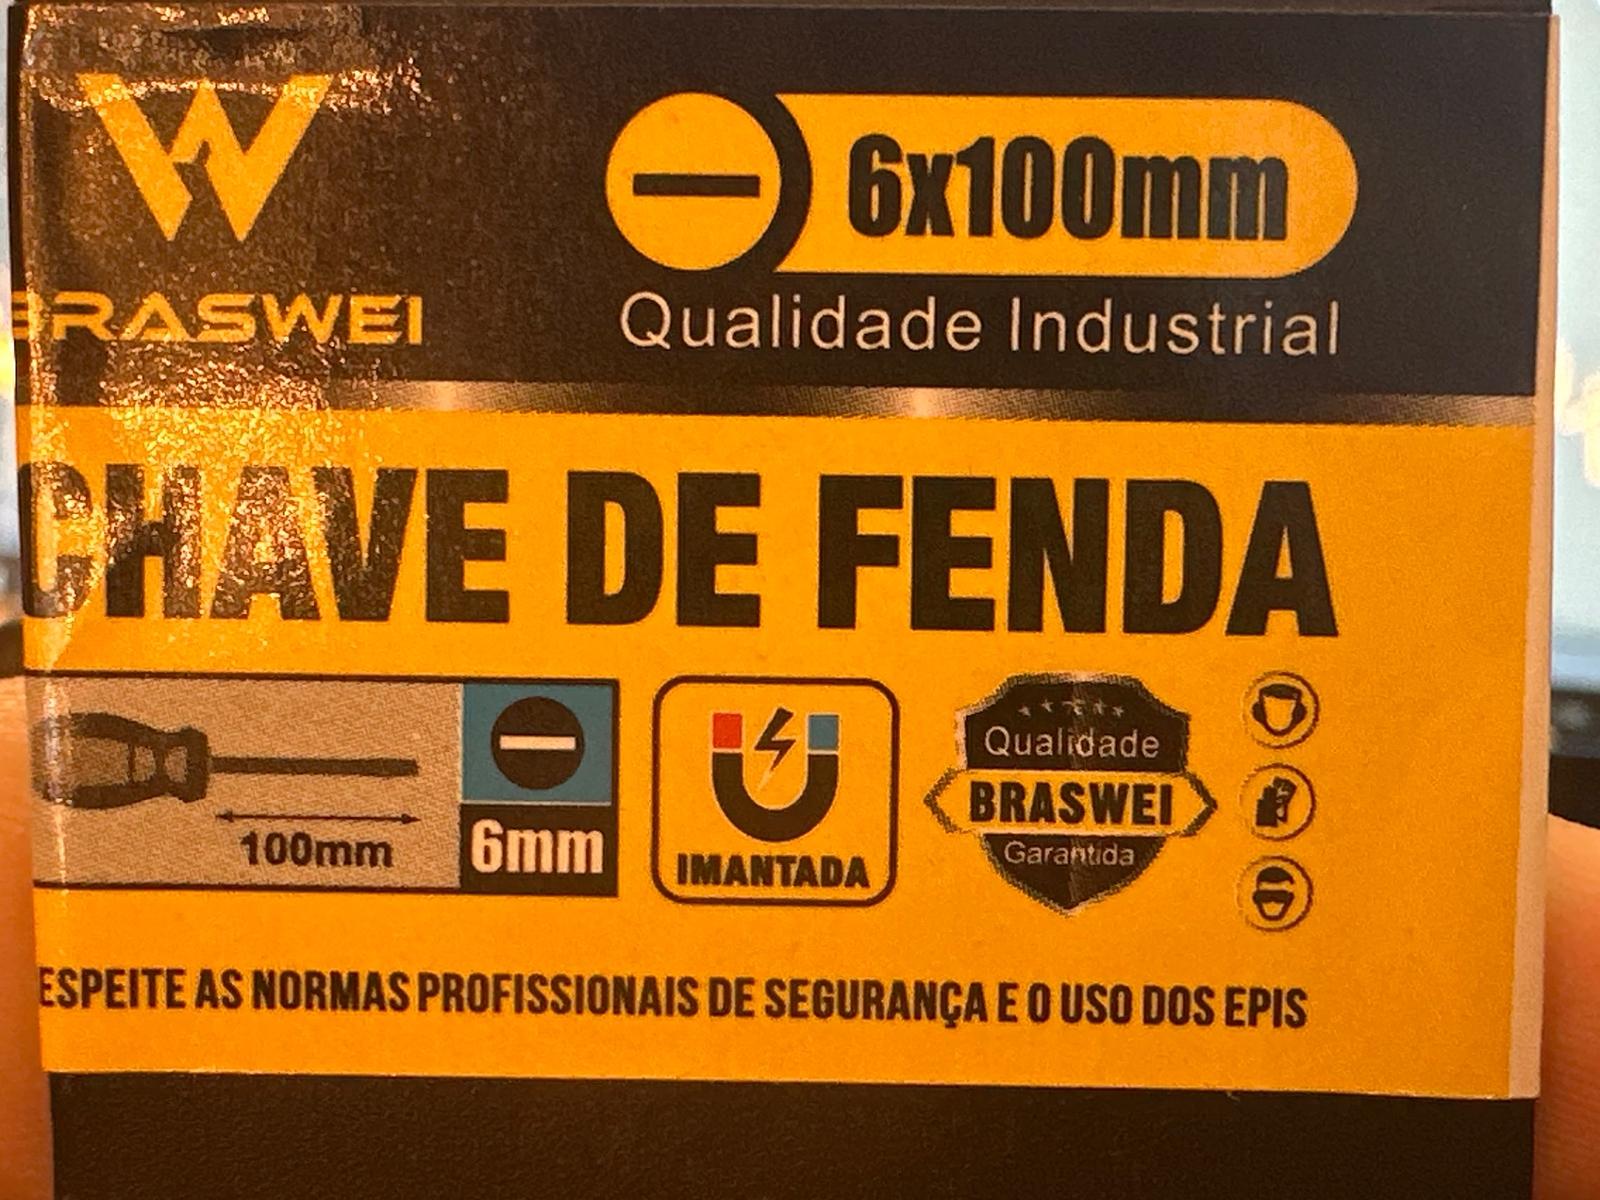 BRASWEI
6x100mm
Qualidade Industrial
CHAVE DE FENDA
100mm
6mm
IMANTADA
Qualidade
BRASWEI
Garantida
ESPEITE AS NORMAS PROFISSIONAIS DE SEGURANÇA E O USO DOS EPIS